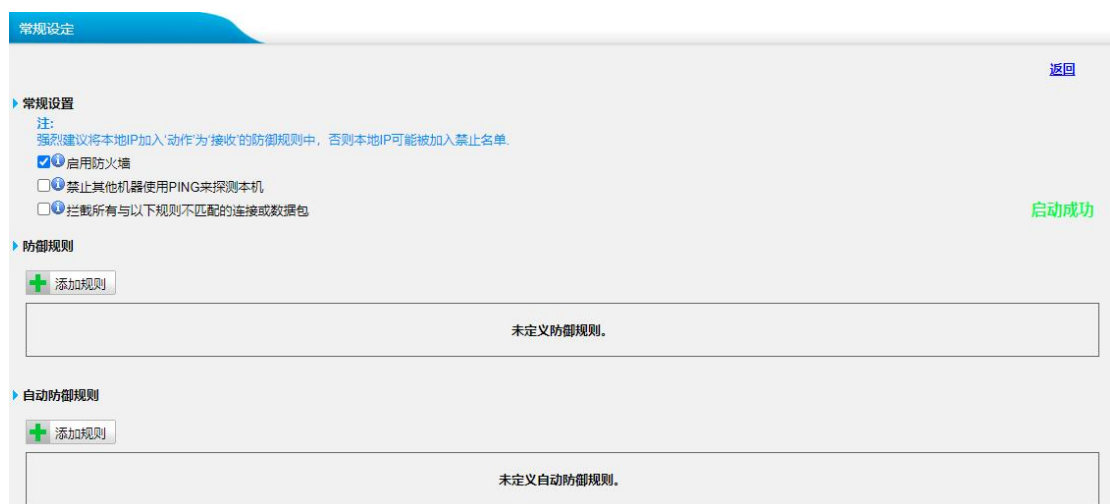 常规设定
返回
常规设置
注:
强烈建议将本地IP加入'动作'为'接收'的防御规则中，否则本地IP可能被加入禁止名单.
启用防火墙
禁止其他机器使用PING来探测本机
拦截所有与以下规则不匹配的连接或数据包
启动成功
防御规则
添加规则
未定义防御规则。
自动防御规则
添加规则
未定义自动防御规则。